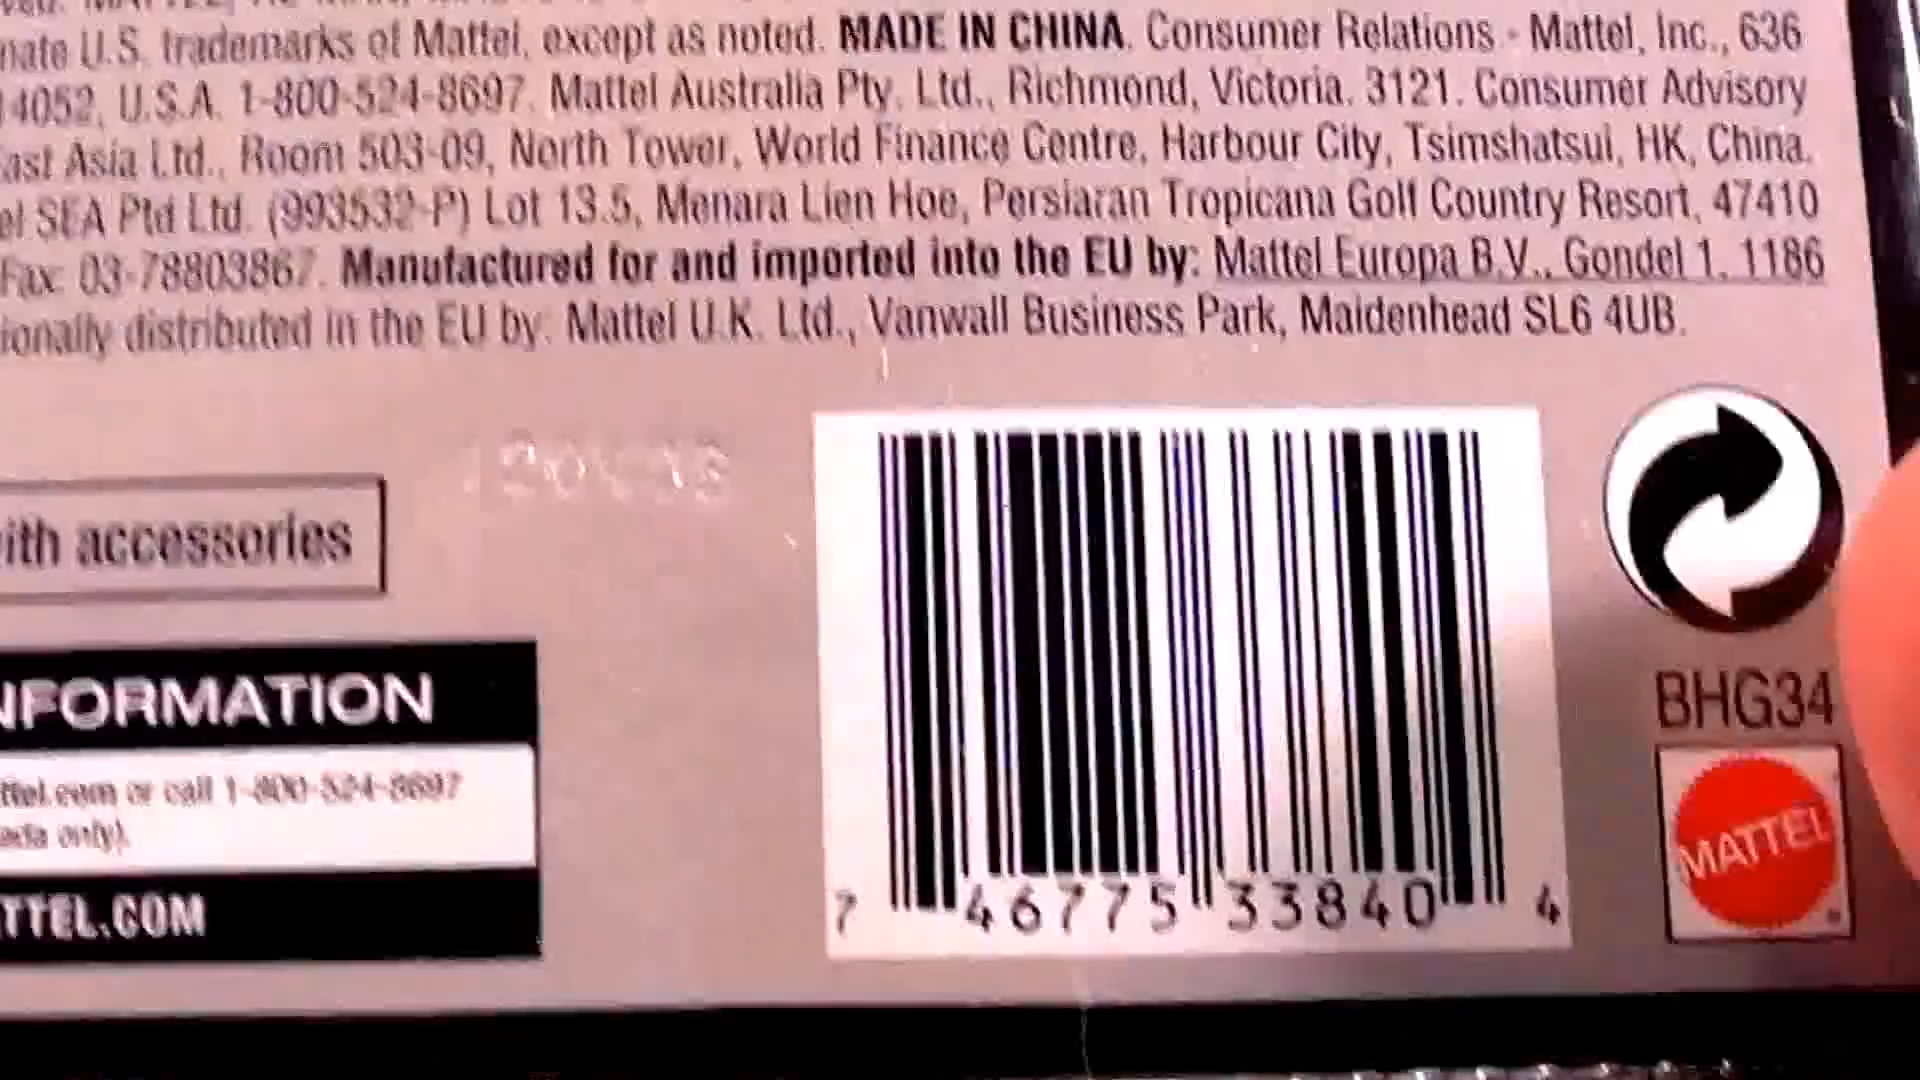 nate U.S. trademarks of Mattel, except as noted. MADE IN CHINA. Consumer Relations - Mattel, Inc., 636
14052, U.S.A. 1-800-524-8697. Mattel Australia Pty. Ltd., Richmond, Victoria. 3121. Consumer Advisory
ast Asia Ltd., Room 503-09, North Tower, World Finance Centre, Harbour City, Tsimshatsui, HK, China.
el SEA Ptd Ltd. (993532-P) Lot 13.5, Menara Lien Hoe, Persiaran Tropicana Golf Country Resort, 47410
Fax: 03-78803867. Manufactured for and imported into the EU by: Mattel Europa B.V., Gondel 1, 1186
ionally distributed in the EU by: Mattel U.K. Ltd., Vanwall Business Park, Maidenhead SL6 4UB.
ith accessories
NFORMATION
ttel.com or call 1-800-524-8697
ada only).
TTEL.COM
7 46775 33840 4
BHG34
MATTEL